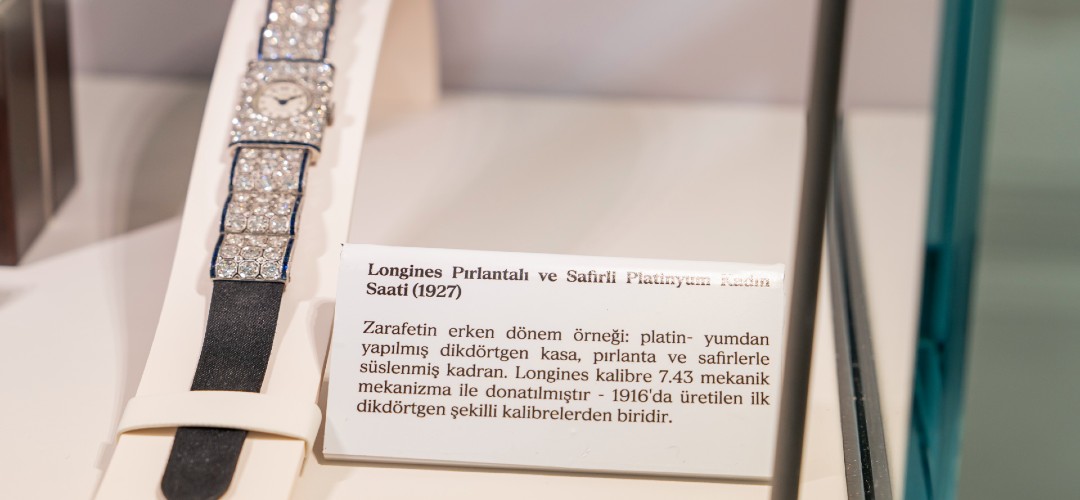 Longines Pırlantalı ve Safirli Platinyum Kadın
Saati (1927)
Zarafetin erken dönem örneği: platin- yumdan
yapılmış dikdörtgen kasa, pırlanta ve safirlerle
süslenmiş kadran. Longines kalibre 7.43 mekanik
mekanizma ile donatılmıştır - 1916'da üretilen ilk
dikdörtgen şekilli kalibrelerden biridir.